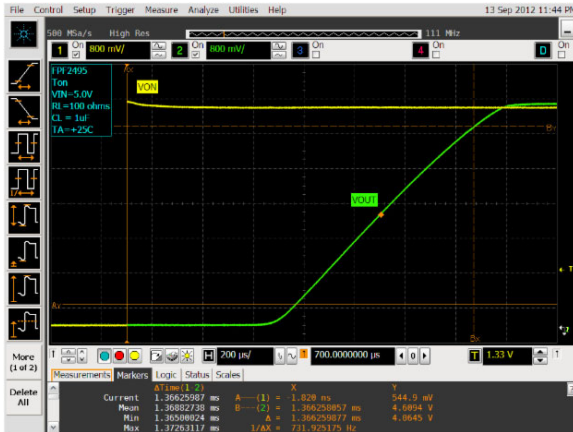 File Control Setup Trigger Measure Analyze Utilities Help 13 Sep 2012 11:44 PM
500 MSa/s High Res 111 MHz
1 On 800 mV/ 2 On 800 mV/ 3 On 4 On D On
FPF2495
Ton
VIN=5.0V
RL=100 ohms
CL = 1uF
TA=+25C
VON
VOUT
More
(1 of 2)
Delete
All
H 200 µs/ 700.0000000 µs 0 T 1.33 V
Measurements Markers Logic Status Scales
ΔTime(1-2) X Y
Current 1.36625987 ms A---(1) = -1.820 ns 544.9 mV
Mean 1.36882738 ms B---(2) = 1.366258057 ms 4.6094 V
Min 1.36500024 ms Δ = 1.366259877 ms 4.0645 V
Max 1.37263117 ms 1/ΔX = 731.925175 Hz